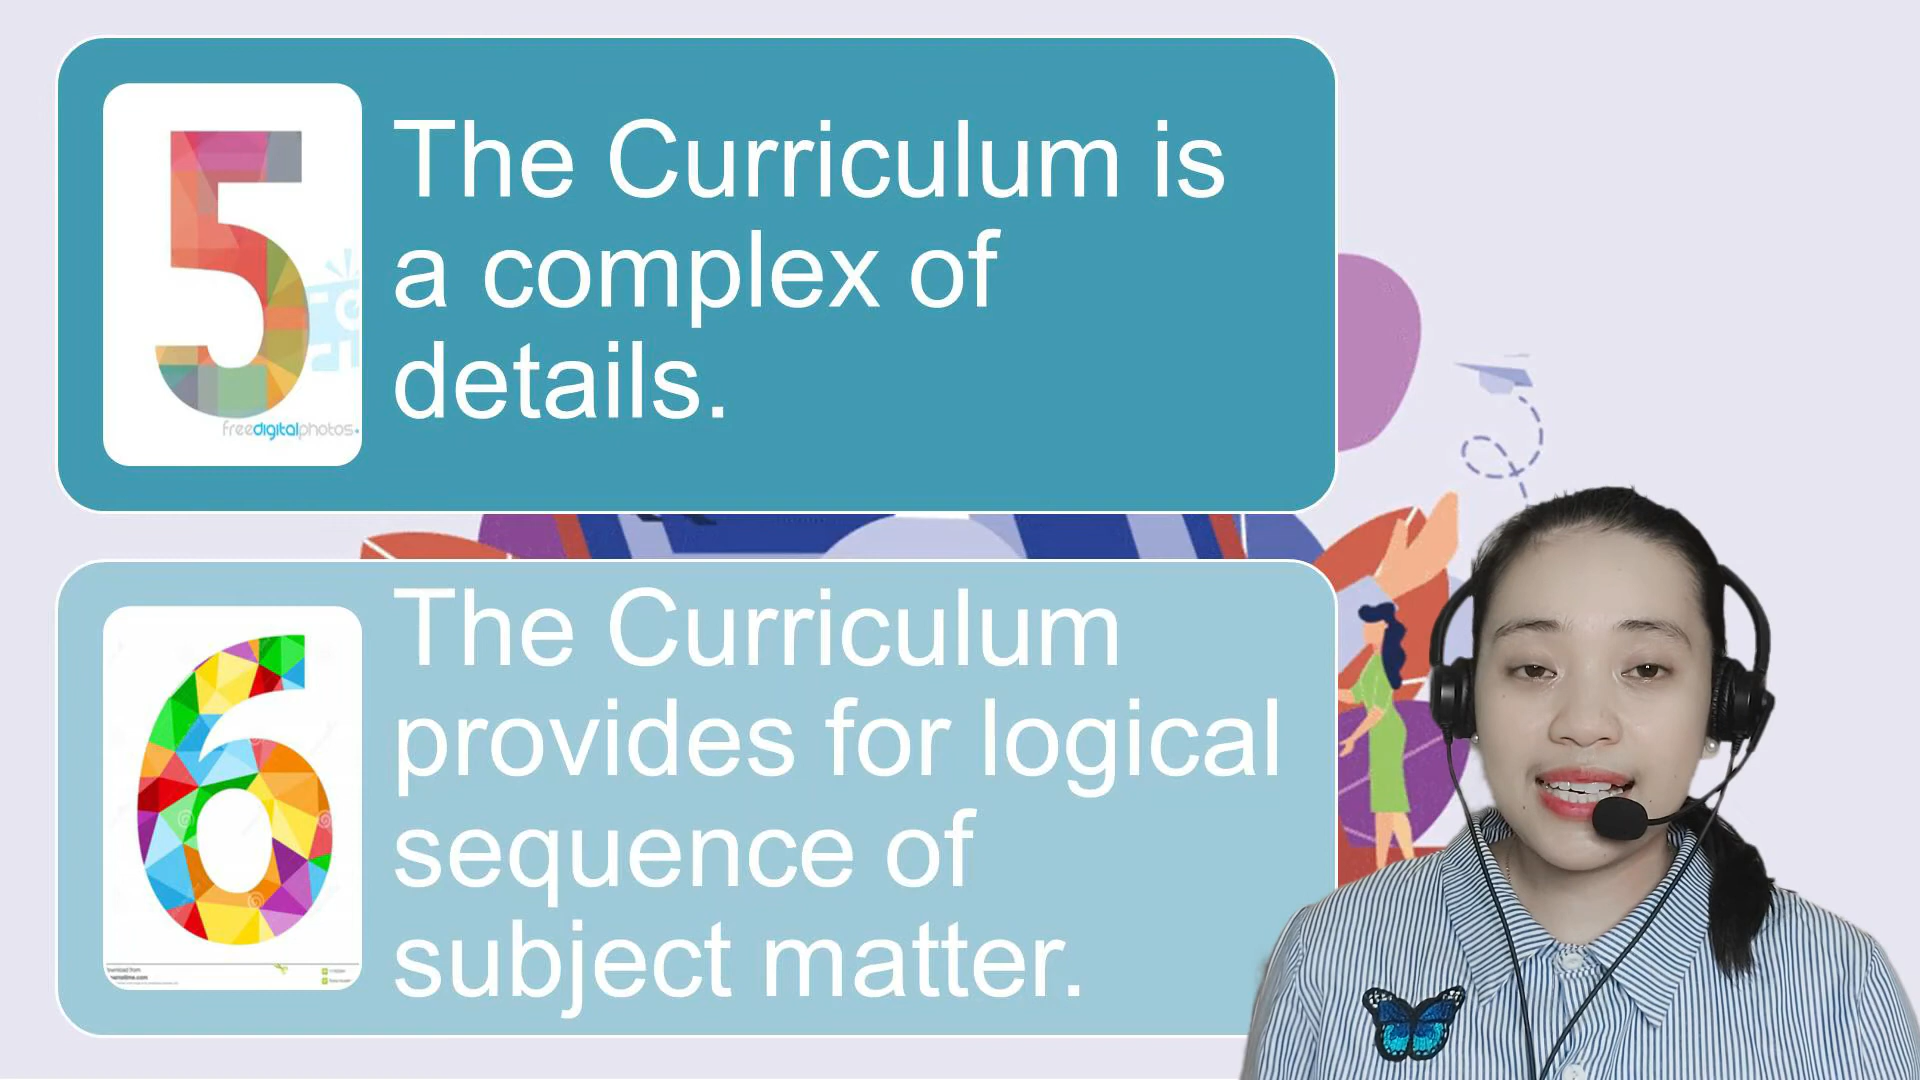 5
The Curriculum is
a complex of
details.
freedigitalphotos
6
The Curriculum
provides for logical
sequence of
subject matter.